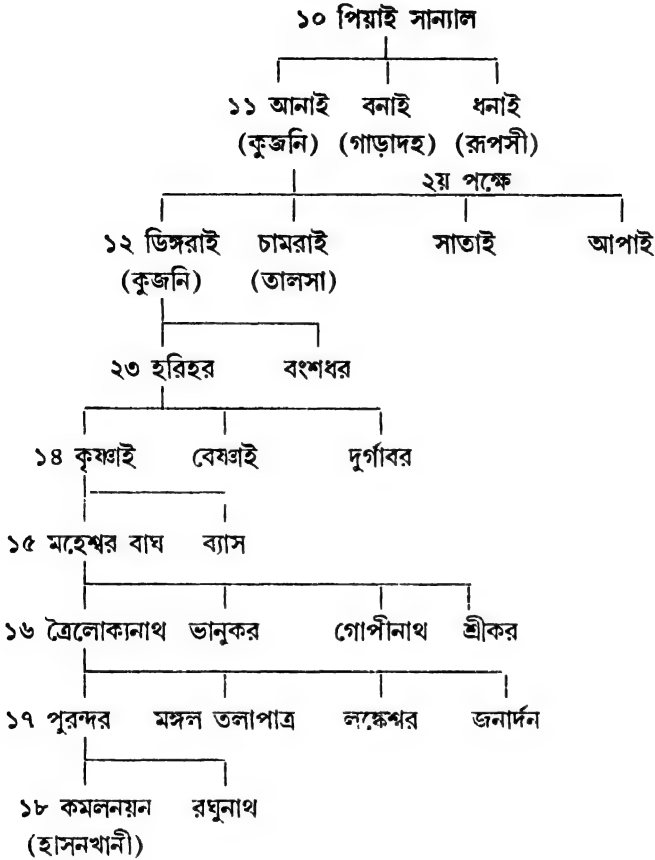 ১০ পিয়াই সান্যাল
১১ আনাই বনাই ধনাই
(কুজনি) (গাড়াদহ) (রূপসী)
২য় পক্ষে
১২ ডিঙ্গরাই চামরাই সাতাই আপাই
(কুজনি) (তালসা)
২৩ হরিহর বংশধর
১৪ কৃষ্ণাই বেষ্ণাই দুর্গাবর
১৫ মহেশ্বর বাঘ ব্যাস
১৬ ত্রৈলোক্যনাথ ভানুকর গোপীনাথ শ্রীকর
১৭ পুরন্দর মঙ্গল তলাপাত্র লঙ্কেশ্বর জনার্দন
১৮ কমলনয়ন রঘুনাথ
(হাসনখানী)